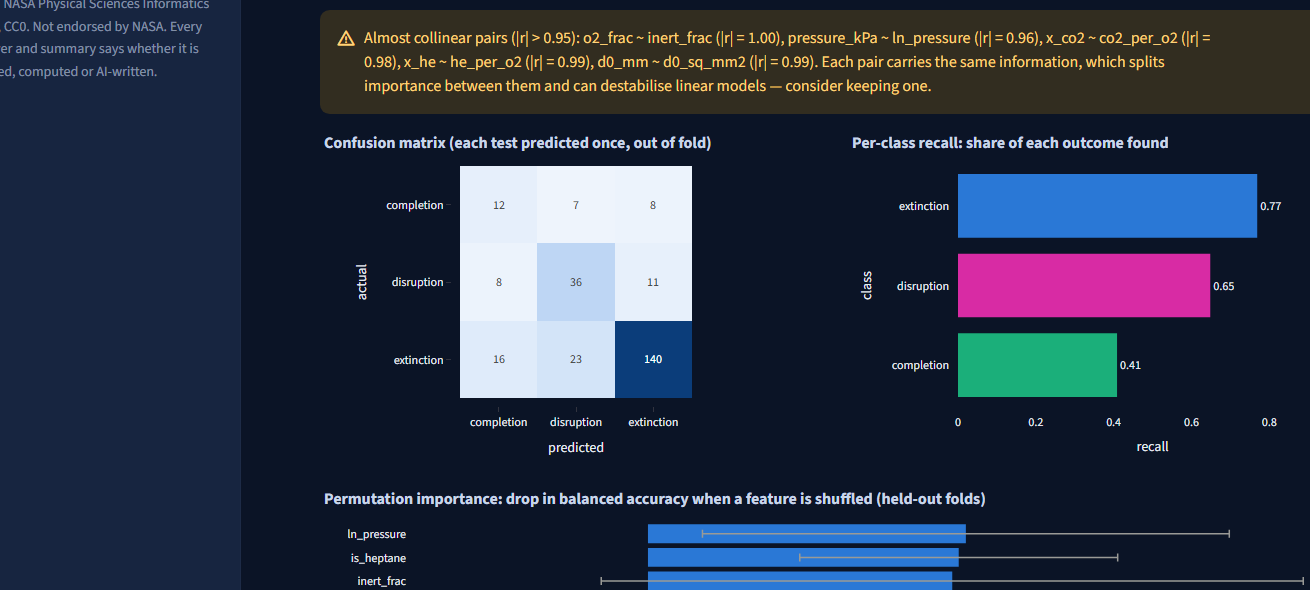 NASA Physical Sciences Informatics
, CC0. Not endorsed by NASA. Every
er and summary says whether it is
ed, computed or AI-written.
Almost collinear pairs (|r| > 0.95): o2_frac ~ inert_frac (|r| = 1.00), pressure_kPa ~ ln_pressure (|r| = 0.96), x_co2 ~ co2_per_o2 (|r| =
0.98), x_he ~ he_per_o2 (|r| = 0.99), d0_mm ~ d0_sq_mm2 (|r| = 0.99). Each pair carries the same information, which splits
importance between them and can destabilise linear models — consider keeping one.
Confusion matrix (each test predicted once, out of fold)
completion 12 7 8
actual
disruption 8 36 11
extinction 16 23 140
completion disruption extinction
predicted
Per-class recall: share of each outcome found
extinction 0.77
class
disruption 0.65
completion 0.41
0 0.2 0.4 0.6 0.8
recall
Permutation importance: drop in balanced accuracy when a feature is shuffled (held-out folds)
ln_pressure
is_heptane
inert_frac